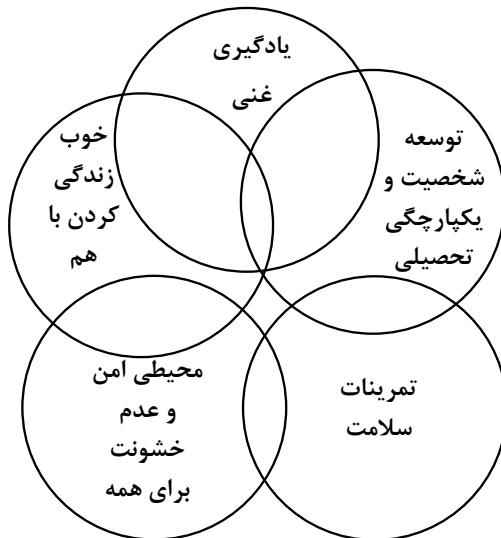 یادگیری
غنی
توسعه
شخصیت و
یکپارچگی
تحصیلی
خوب
زندگی
کردن با
هم
محیطی امن
و عدم
خشونت
برای همه
تمرینات
سلامت